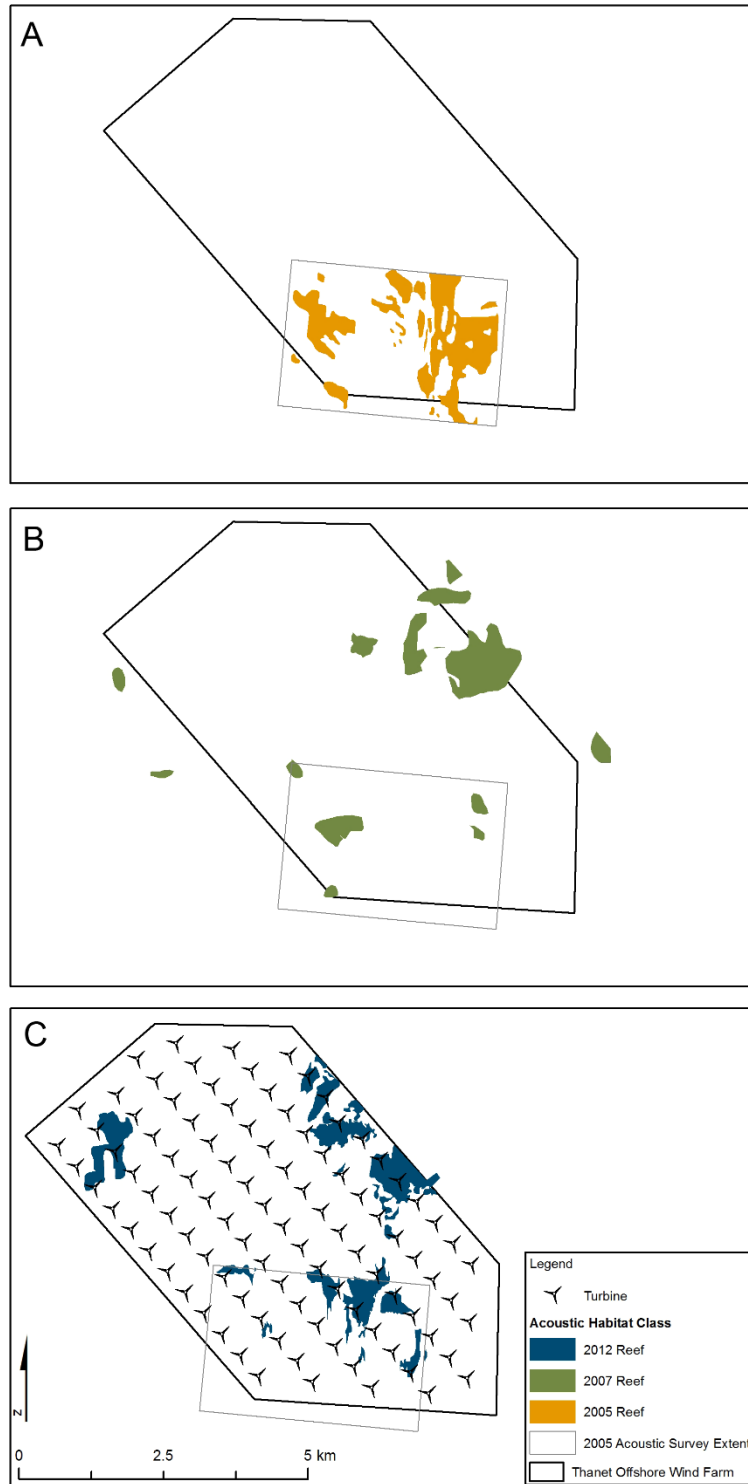 A
B
C
Legend
Turbine
Acoustic Habitat Class
2012 Reef
2007 Reef
2005 Reef
2005 Acoustic Survey Extent
Thanet Offshore Wind Farm
N
0 2.5 5 km